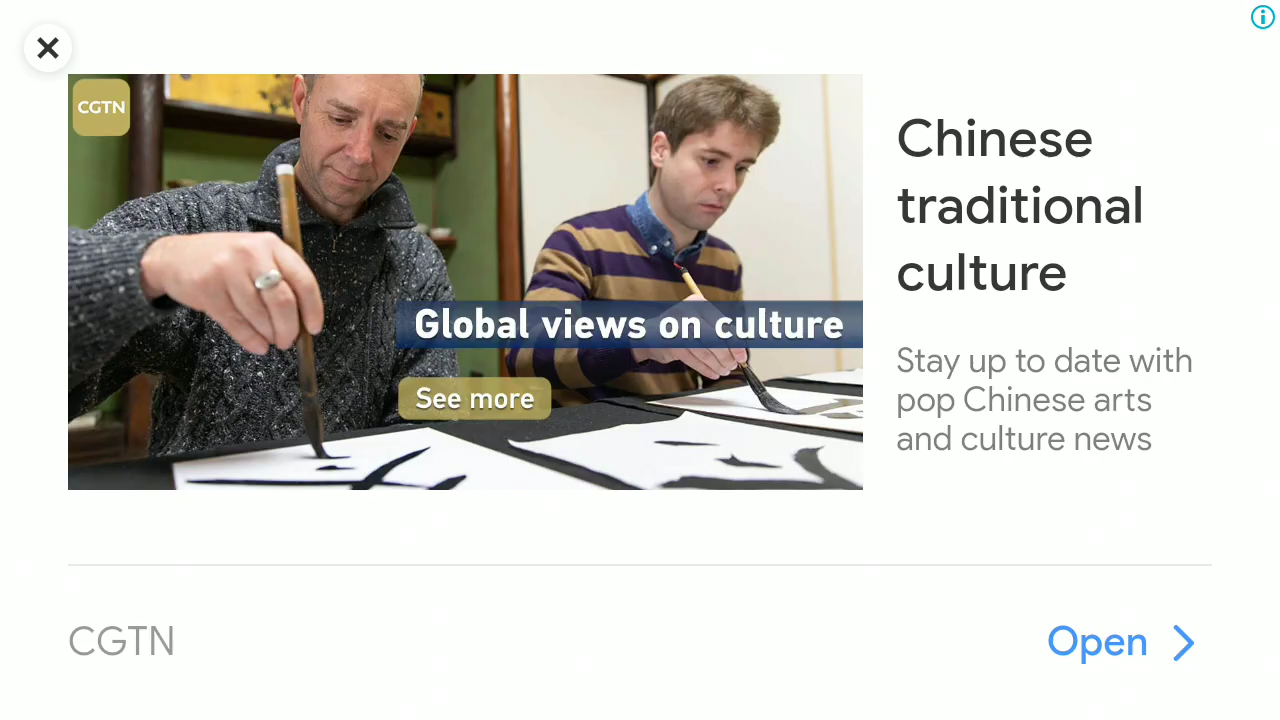 CGTN
Global views on culture
See more
Chinese
traditional
culture
Stay up to date with
pop Chinese arts
and culture news
CGTN
Open